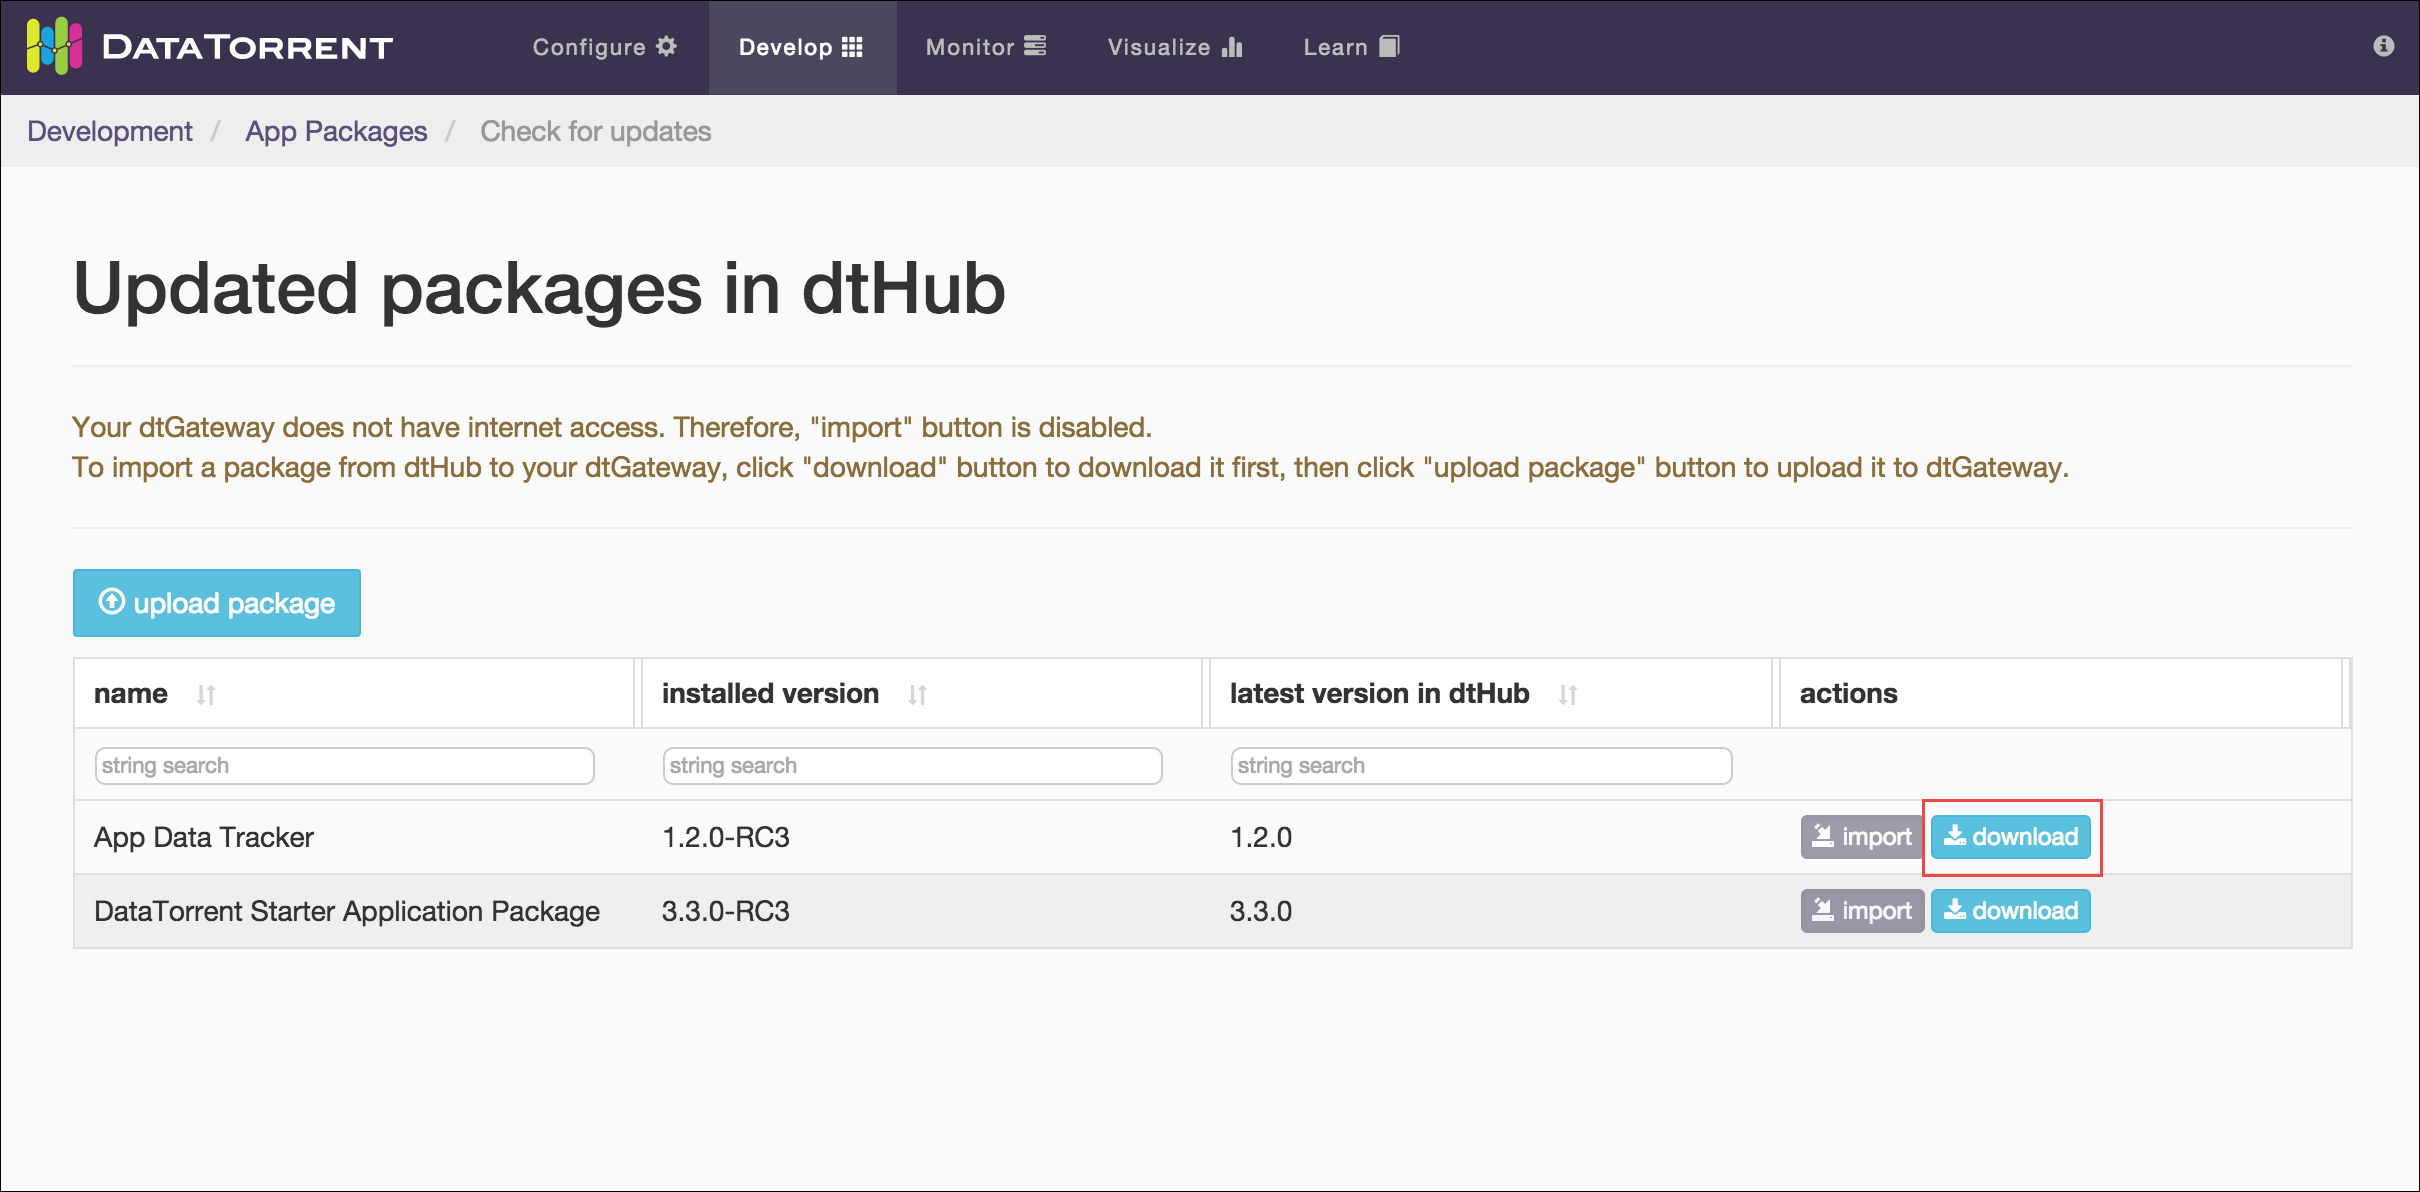 DATATORRENT Configure Develop Monitor Visualize Learn
Development / App Packages / Check for updates
Updated packages in dtHub
Your dtGateway does not have internet access. Therefore, "import" button is disabled.
To import a package from dtHub to your dtGateway, click "download" button to download it first, then click "upload package" button to upload it to dtGateway.
upload package
name installed version latest version in dtHub actions
string search string search string search
App Data Tracker 1.2.0-RC3 1.2.0 import download
DataTorrent Starter Application Package 3.3.0-RC3 3.3.0 import download